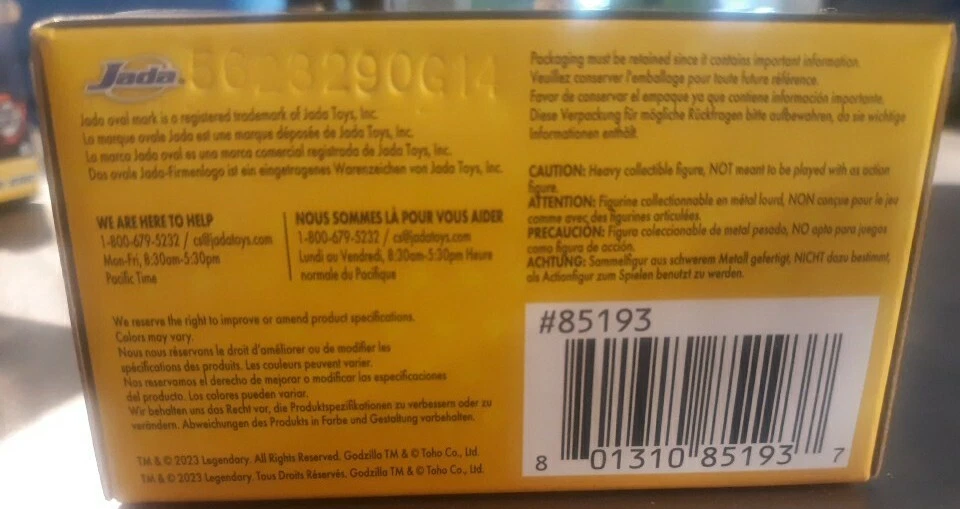 Jada
5623290G14
Jada oval mark is a registered trademark of Jada Toys, Inc.
La marque ovale Jada est une marque déposée de Jada Toys, Inc.
La marca Jada oval es una marca comercial registrada de Jada Toys, Inc.
Das ovale Jada-Firmenlogo ist ein eingetragenes Warenzeichen von Jada Toys, Inc.
Packaging must be retained since it contains important information.
Veuillez conserver l'emballage pour toute future référence.
Favor de conservar el empaque ya que contiene información importante.
Diese Verpackung für mögliche Rückfragen bitte aufbewahren, da sie wichtige
Informationen enthält.
CAUTION: Heavy collectible figure, NOT meant to be played with as action
figure.
ATTENTION: Figurine collectionnable en métal lourd, NON conçue pour le jeu
comme avec des figurines articulées.
PRECAUCIÓN: Figura coleccionable de metal pesado, NO apta para juegos
como figura de acción.
ACHTUNG: Sammelfigur aus schwerem Metall gefertigt, NICHT dazu bestimmt,
als Actionfigur zum Spielen benutzt zu werden.
WE ARE HERE TO HELP
1-800-679-5232 / cs@jadatoys.com
Mon-Fri, 8:30am-5:30pm
Pacific Time
NOUS SOMMES LÀ POUR VOUS AIDER
1-800-679-5232 / cs@jadatoys.com
Lundi au Vendredi, 8:30am-5:30pm Heure
normale du Pacifique
We reserve the right to improve or amend product specifications.
Colors may vary.
Nous nous réservons le droit d'améliorer ou de modifier les
spécifications des produits. Les couleurs peuvent varier.
Nos reservamos el derecho de mejorar o modificar las especificaciones
del producto. Los colores pueden variar.
Wir behalten uns das Recht vor, die Produktspezifikationen zu verbessern oder zu
verändern. Abweichungen des Produkts in Farbe und Gestaltung vorbehalten.
TM & © 2023 Legendary. All Rights Reserved. Godzilla TM & © Toho Co., Ltd.
TM & © 2023 Legendary. Tous Droits Réservés. Godzilla TM & © Toho Co., Ltd.
#85193
8 01310 85193 7